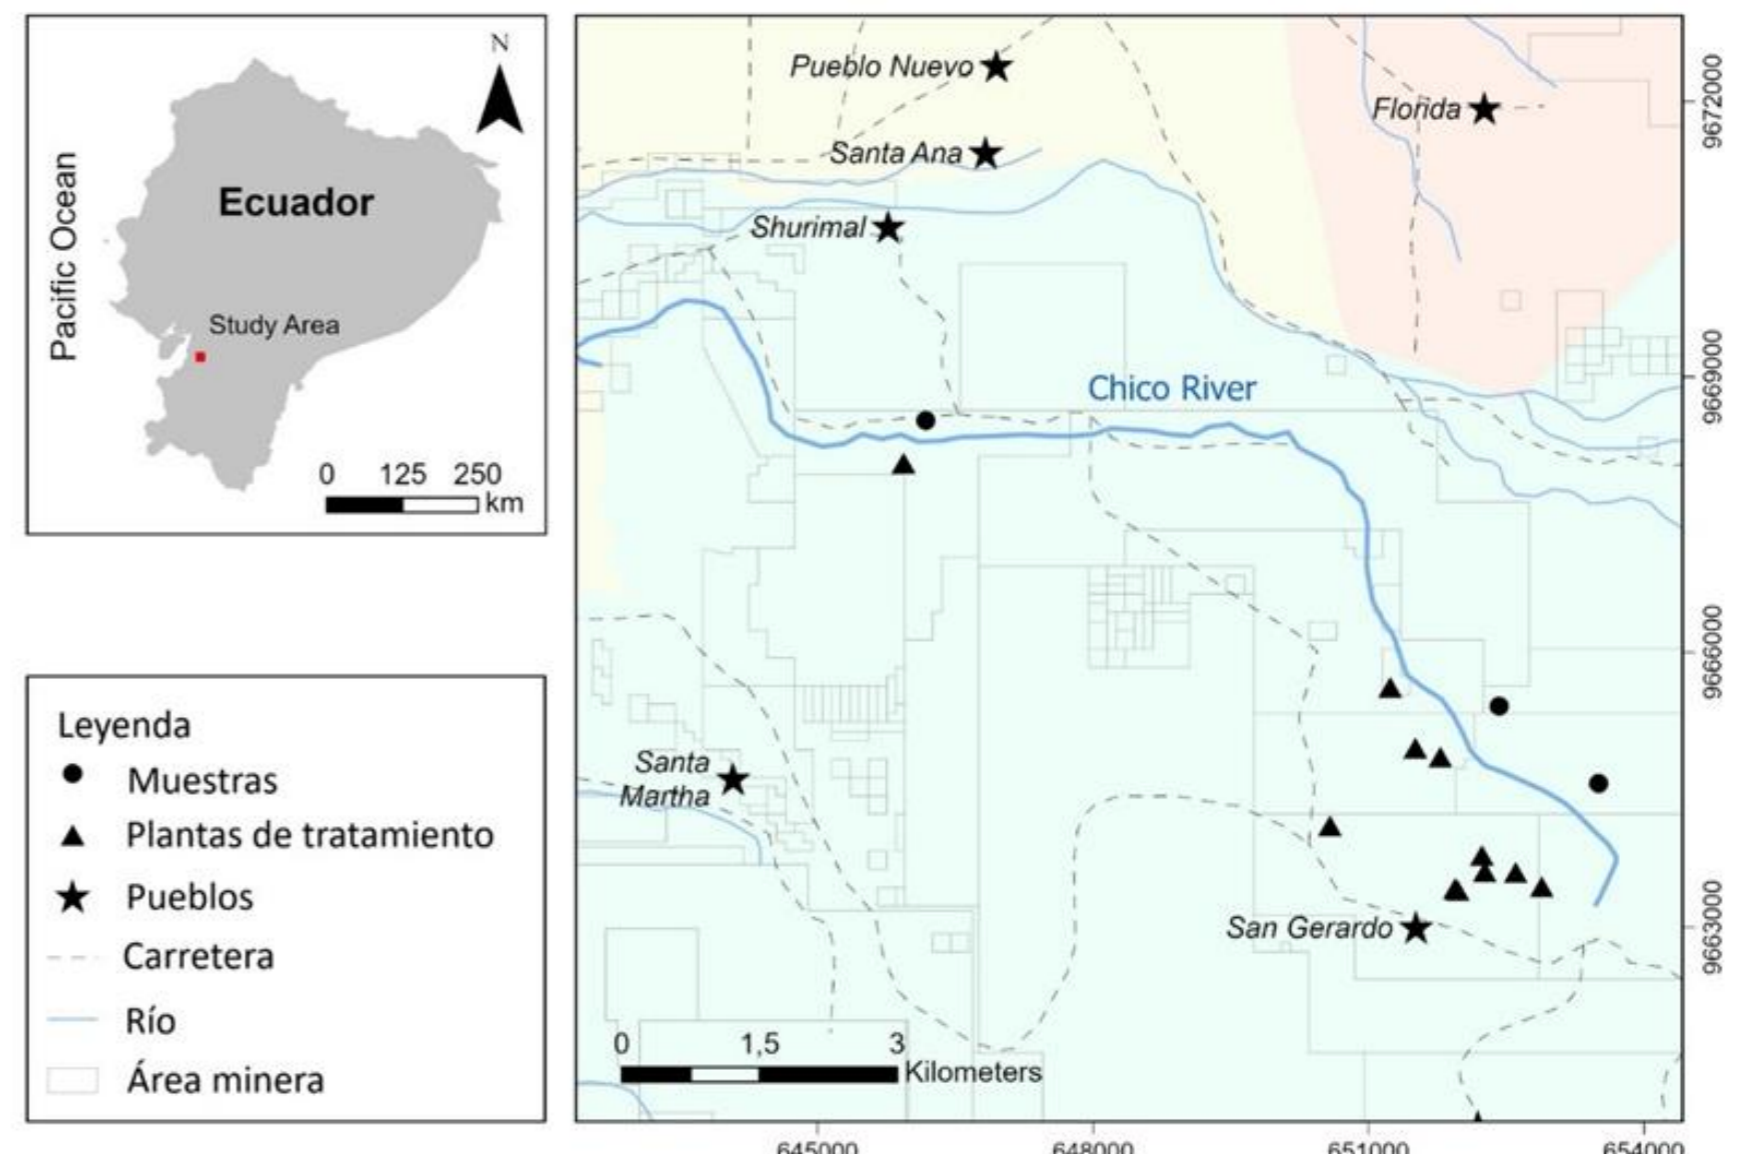 N
Pacific Ocean
Ecuador
Study Area
0 125 250
km
Leyenda
Muestras
Plantas de tratamiento
Pueblos
Carretera
Río
Área minera
Pueblo Nuevo
Florida
Santa Ana
Shurimal
Chico River
Santa
Martha
San Gerardo
0 1,5 3
Kilometers
9672000
9669000
9666000
9663000
645000 648000 651000 654000